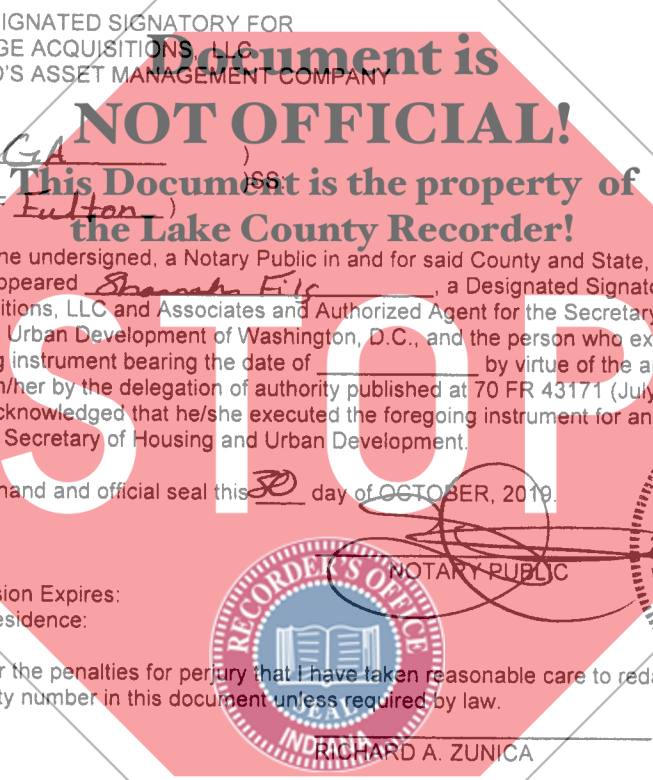 IGNATED SIGNATORY FOR
GE ACQUISITIONS, LLC
D'S ASSET MANAGEMENT COMPANY
Document is
NOT OFFICIAL!
GA )
)SS:
This Document is the property of
Fulton )
the Lake County Recorder!
ne undersigned, a Notary Public in and for said County and State,
ppeared Shannah , a Designated Signato
itions, LLC and Associates and Authorized Agent for the Secretary
Urban Development of Washington, D.C., and the person who ex
g instrument bearing the date of by virtue of the a
n/her by the delegation of authority published at 70 FR 43171 (July
cknowledged that he/she executed the foregoing instrument for an
Secretary of Housing and Urban Development.
STOP
hand and official seal this 30 day of OCTOBER, 2019.
NOTARY PUBLIC
sion Expires:
esidence:
RECORDER'S OFFICE
SEAL
INDIANA
r the penalties for perjury that I have taken reasonable care to reda
ty number in this document unless required by law.
RICHARD A. ZUNICA